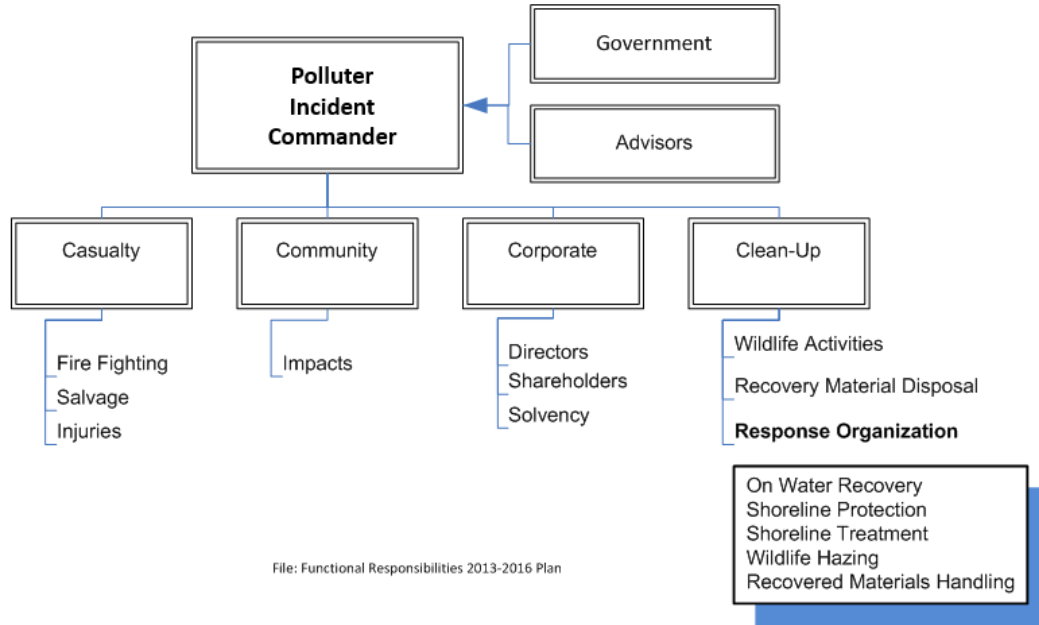 Polluter
Incident
Commander
Government
Advisors
Casualty
Community
Corporate
Clean-Up
Fire Fighting
Salvage
Injuries
Impacts
Directors
Shareholders
Solvency
Wildlife Activities
Recovery Material Disposal
Response Organization
On Water Recovery
Shoreline Protection
Shoreline Treatment
Wildlife Hazing
Recovered Materials Handling
File: Functional Responsibilities 2013-2016 Plan